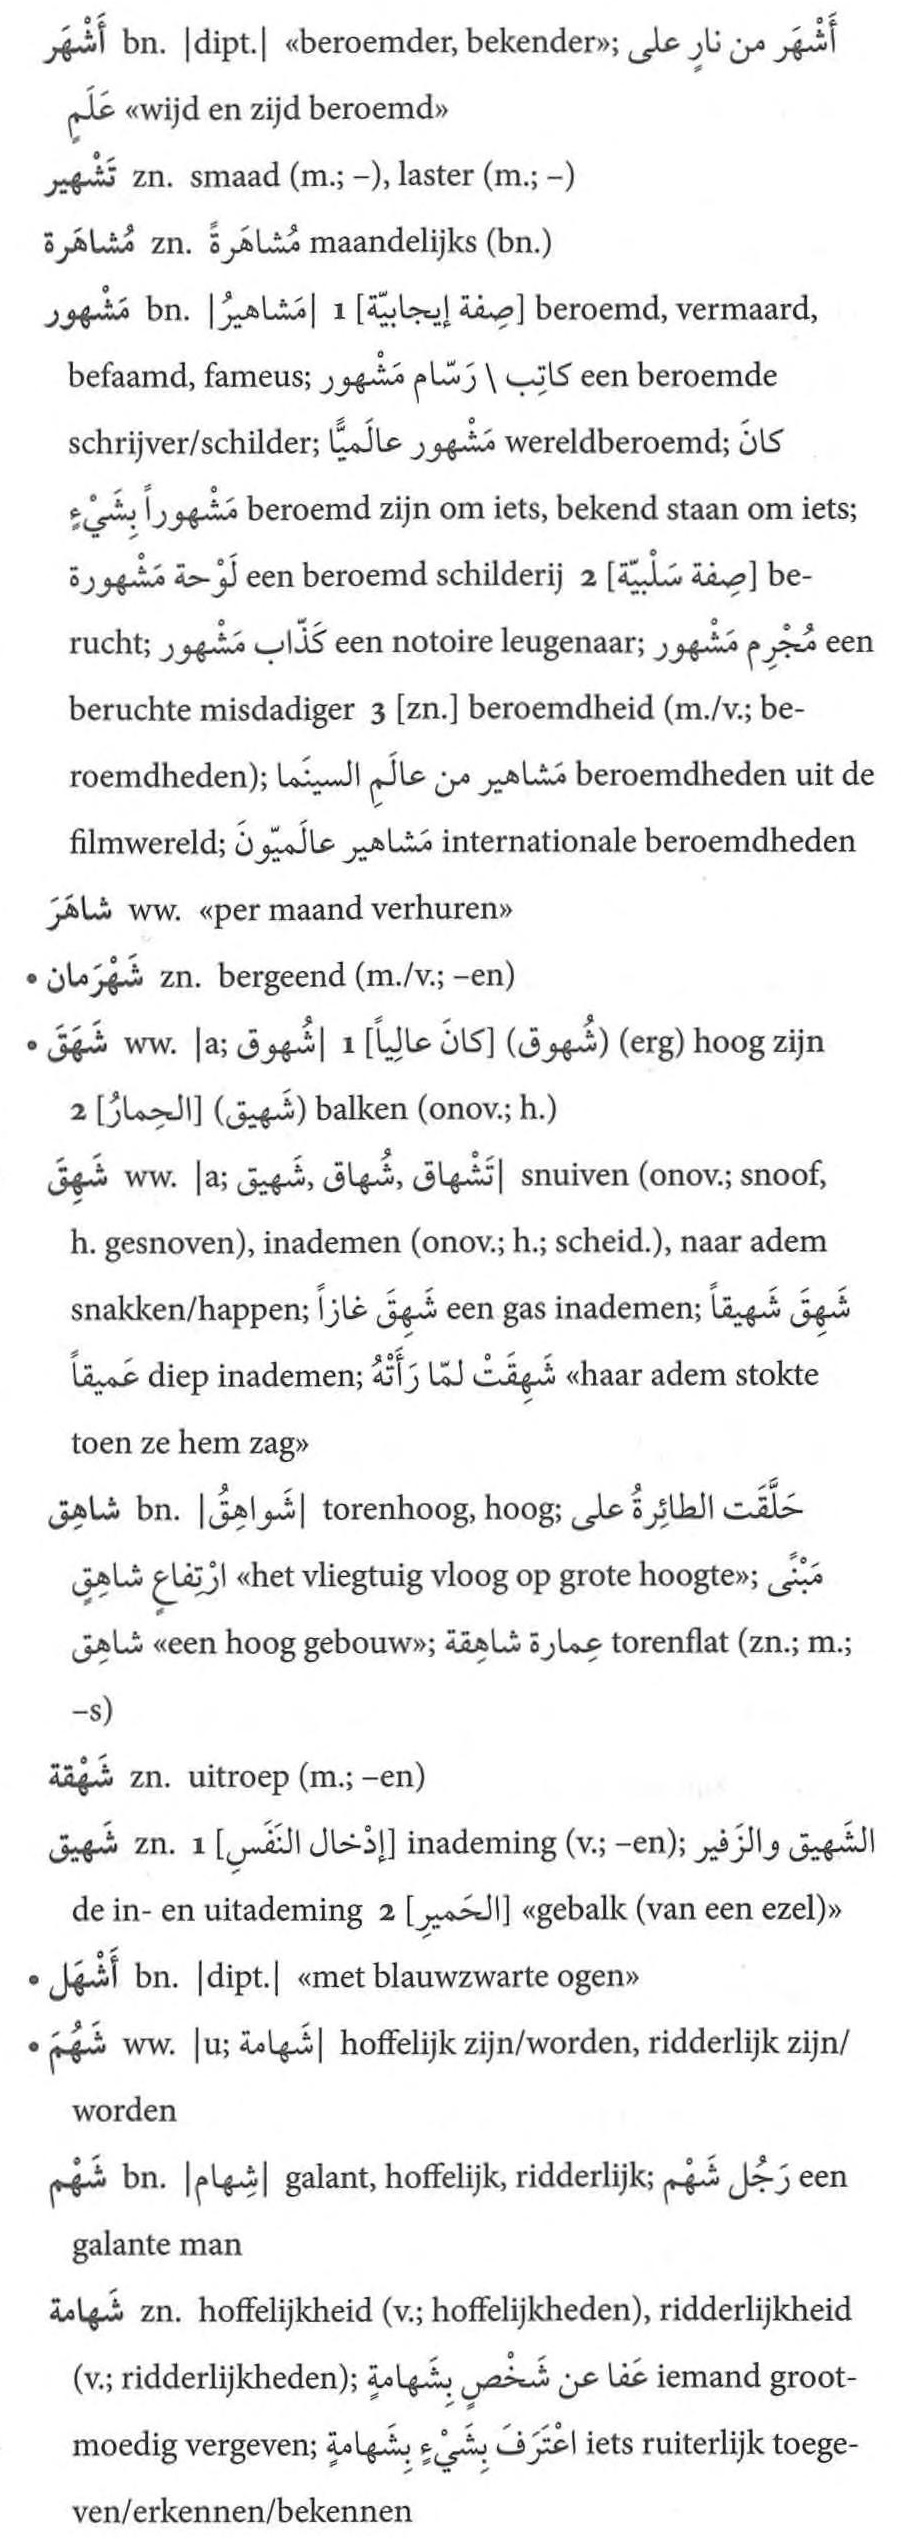 أَشْهَر bn. |dipt.| «beroemder, bekender»; أَشْهَر من نارٍ على
عَلَمٍ «wijd en zijd beroemd»
تَشْهير zn. smaad (m.; –), laster (m.; –)
مُشاهَرة zn. مُشاهَرةً maandelijks (bn.)
مَشْهور bn. |مَشاهيرُ| 1 [صِفة إيجابيّة] beroemd, vermaard,
befaamd, fameus; كاتِب \ رَسّام مَشْهور een beroemde
schrijver/schilder; مَشْهور عالَميًّا wereldberoemd; كانَ
مَشْهوراً بِشَيْءٍ beroemd zijn om iets, bekend staan om iets;
لَوْحة مَشْهورة een beroemd schilderij 2 [صِفة سَلْبيّة] be-
rucht; كَذّاب مَشْهور een notoire leugenaar; مُجْرِم مَشْهور een
beruchte misdadiger 3 [zn.] beroemdheid (m./v.; be-
roemdheden); مَشاهير من عالَمِ السينَما beroemdheden uit de
filmwereld; مَشاهير عالَميّونَ internationale beroemdheden
شاهَرَ ww. «per maand verhuren»
• شَهْرَمان zn. bergeend (m./v.; –en)
• شَهَقَ ww. |a; شُهوق| 1 [كانَ عالِياً] (شُهوق) (erg) hoog zijn
2 [الحِمارُ] (شَهيق) balken (onov.; h.)
شَهِقَ ww. |a; تَشْهاق, شُهاق, شَهيق| snuiven (onov.; snoof,
h. gesnoven), inademen (onov.; h.; scheid.), naar adem
snakken/happen; شَهِقَ غازاً een gas inademen; شَهِقَ شَهيقاً
عَميقاً diep inademen; شَهِقَتْ لمّا رَأَتْهُ «haar adem stokte
toen ze hem zag»
شاهِق bn. |شَواهِقُ| torenhoog, hoog; حَلَّقَت الطائِرةُ على
ارْتِفاعٍ شاهِقٍ «het vliegtuig vloog op grote hoogte»; مَبْنًى
شاهِق «een hoog gebouw»; عِمارة شاهِقة torenflat (zn.; m.;
–s)
شَهْقة zn. uitroep (m.; –en)
شَهيق zn. 1 [إدْخال النَفَسِ] inademing (v.; –en); الشَهيق والزَفير
de in- en uitademing 2 [الحَميرِ] «gebalk (van een ezel)»
• أَشْهَل bn. |dipt.| «met blauwzwarte ogen»
• شَهُمَ ww. |u; شَهامة| hoffelijk zijn/worden, ridderlijk zijn/
worden
شَهْم bn. |شِهام| galant, hoffelijk, ridderlijk; رَجُل شَهْم een
galante man
شَهامة zn. hoffelijkheid (v.; hoffelijkheden), ridderlijkheid
(v.; ridderlijkheden); عَفا عن شَخْصٍ بِشَهامةٍ iemand groot-
moedig vergeven; اعْتَرَفَ بِشَيْءٍ بِشَهامةٍ iets ruiterlijk toege-
ven/erkennen/bekennen